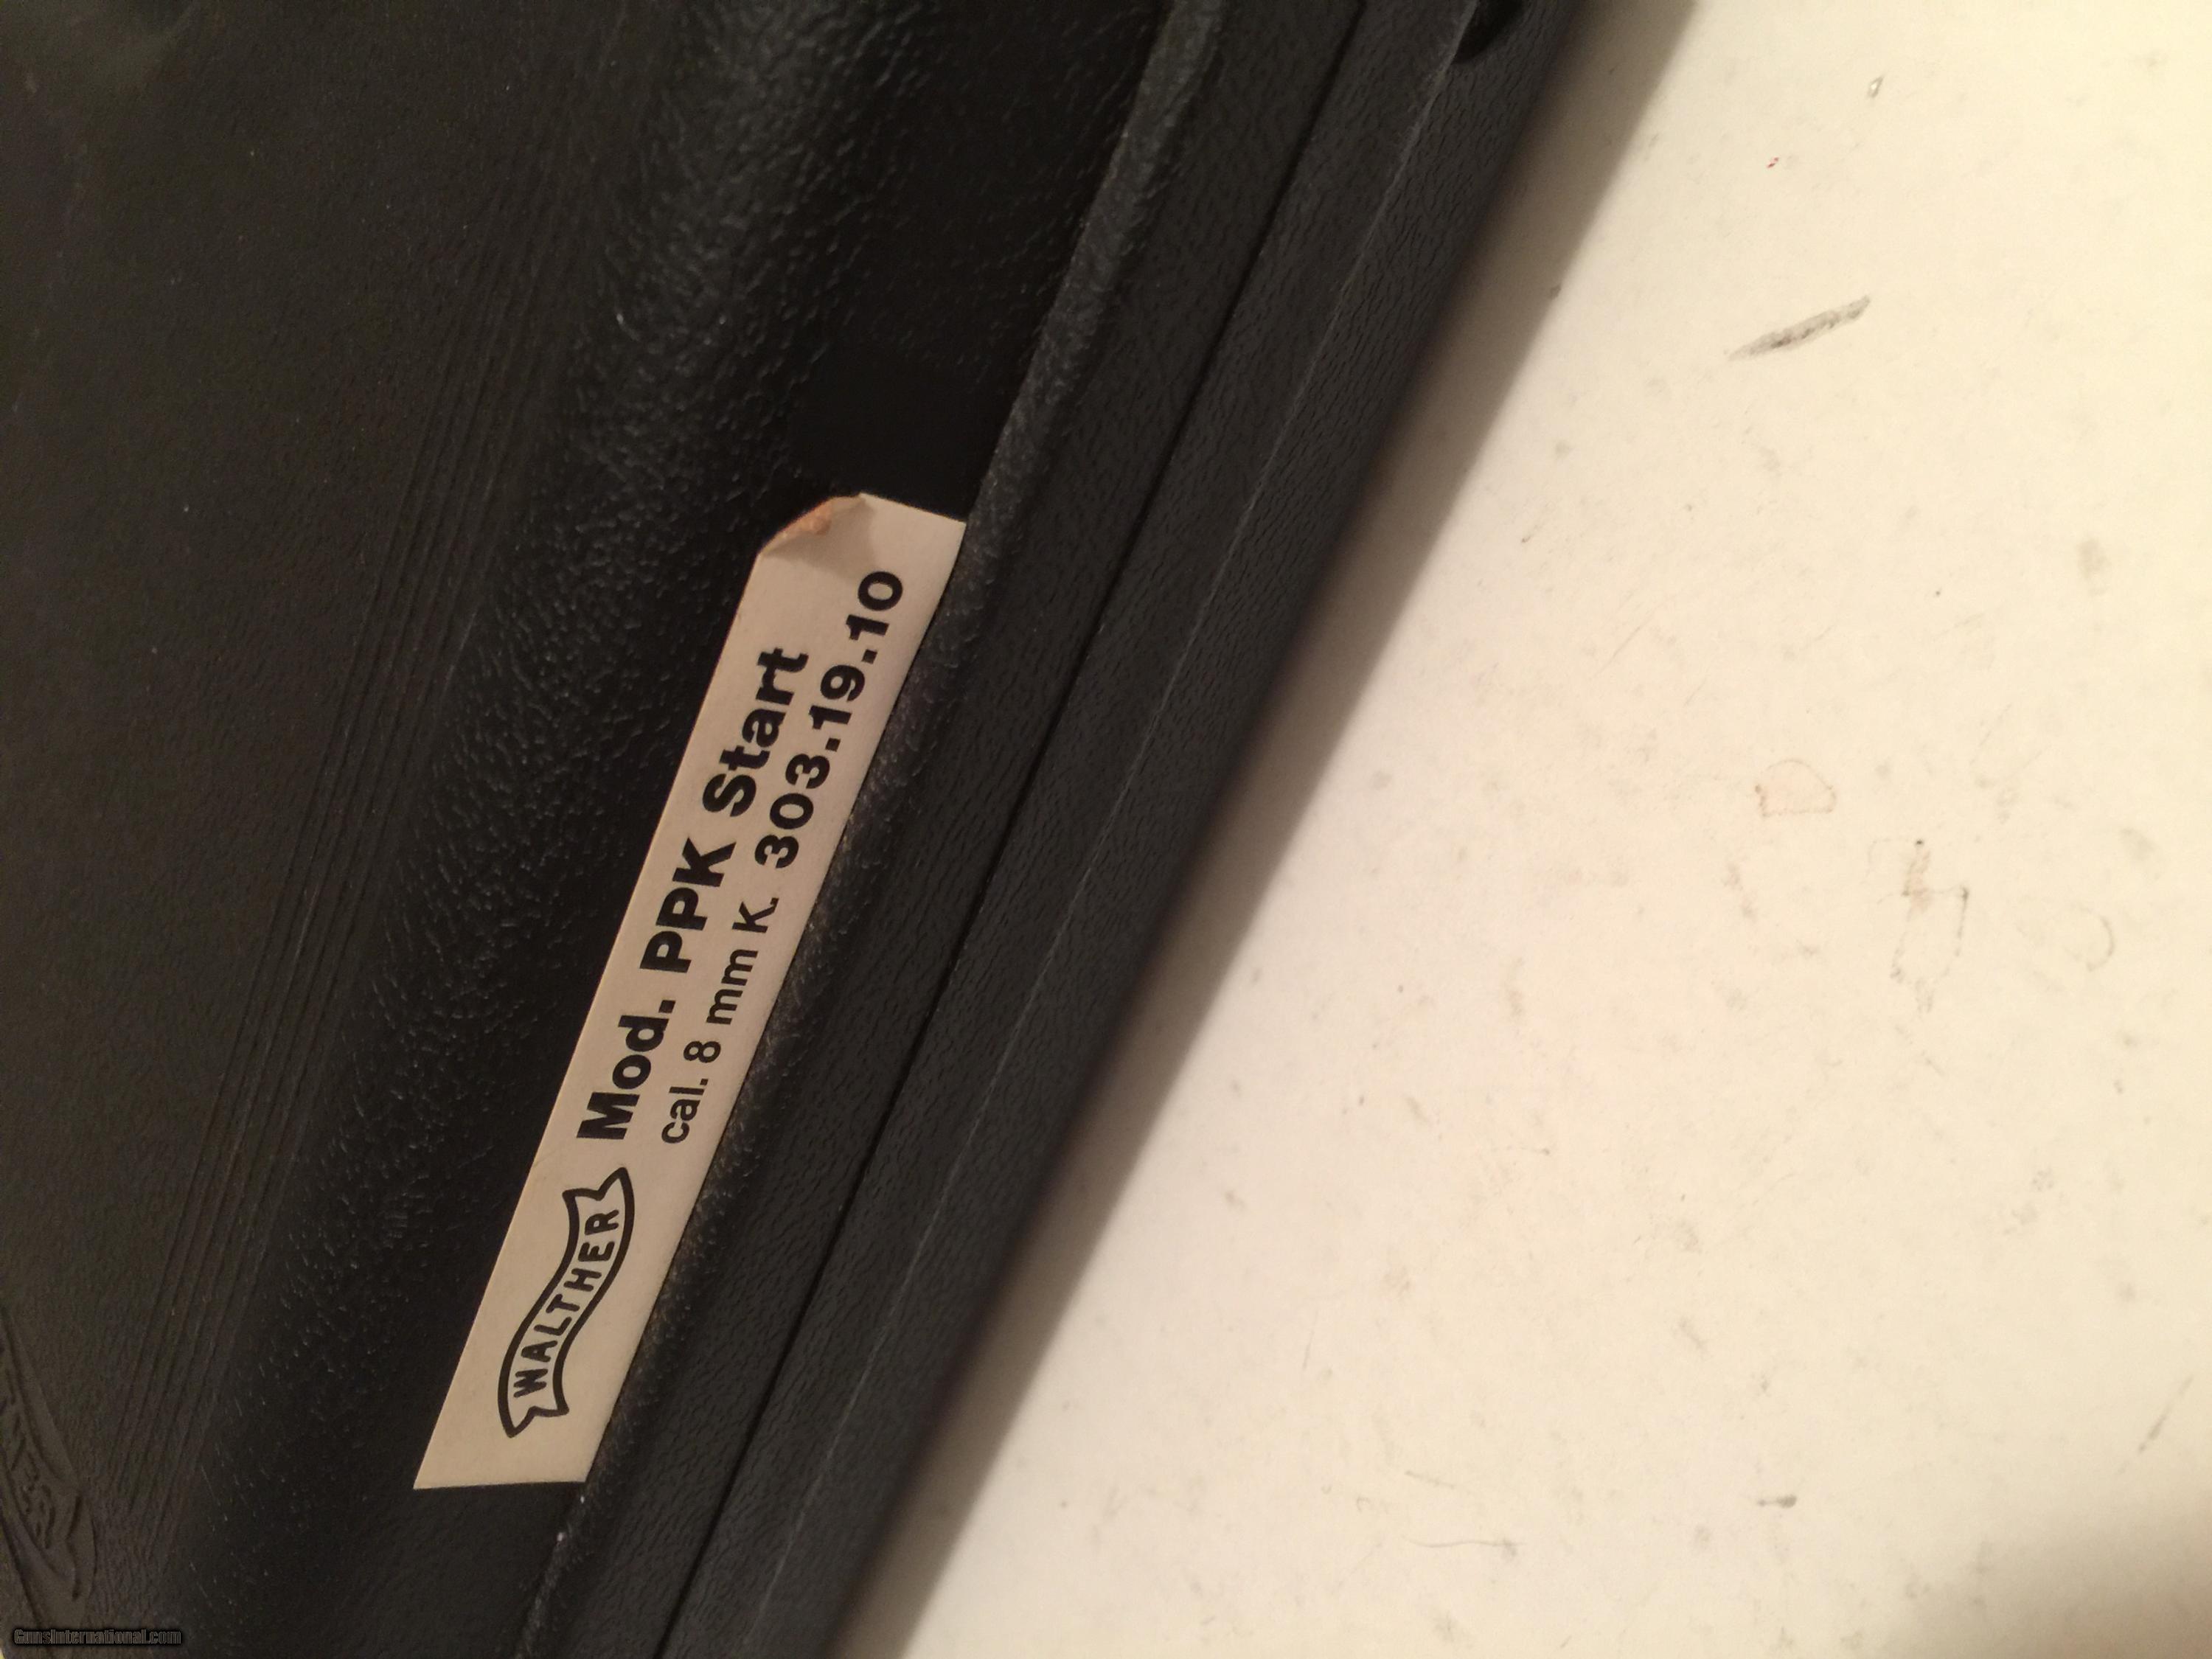 WALTHER
Mod. PPK Start
cal. 8 mm K. 303.19.10
GunsInternational.com